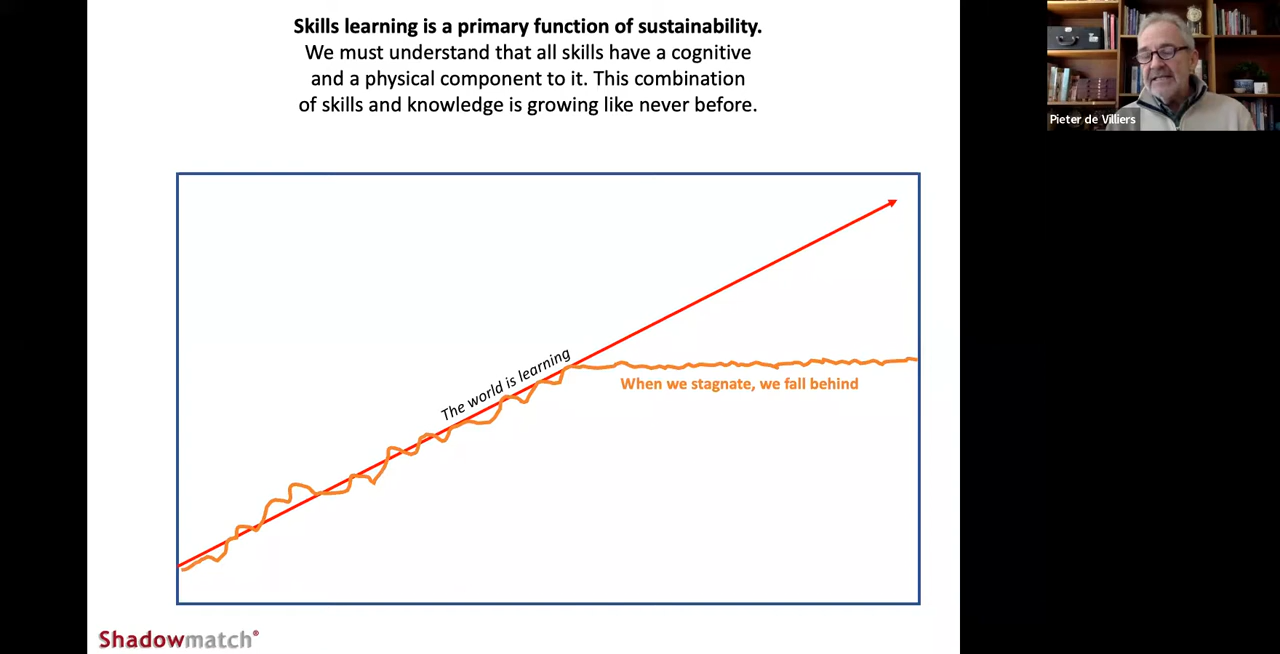 Skills learning is a primary function of sustainability.
We must understand that all skills have a cognitive
and a physical component to it. This combination
of skills and knowledge is growing like never before.
Pieter de Villiers
The world is learning
When we stagnate, we fall behind
Shadowmatch®